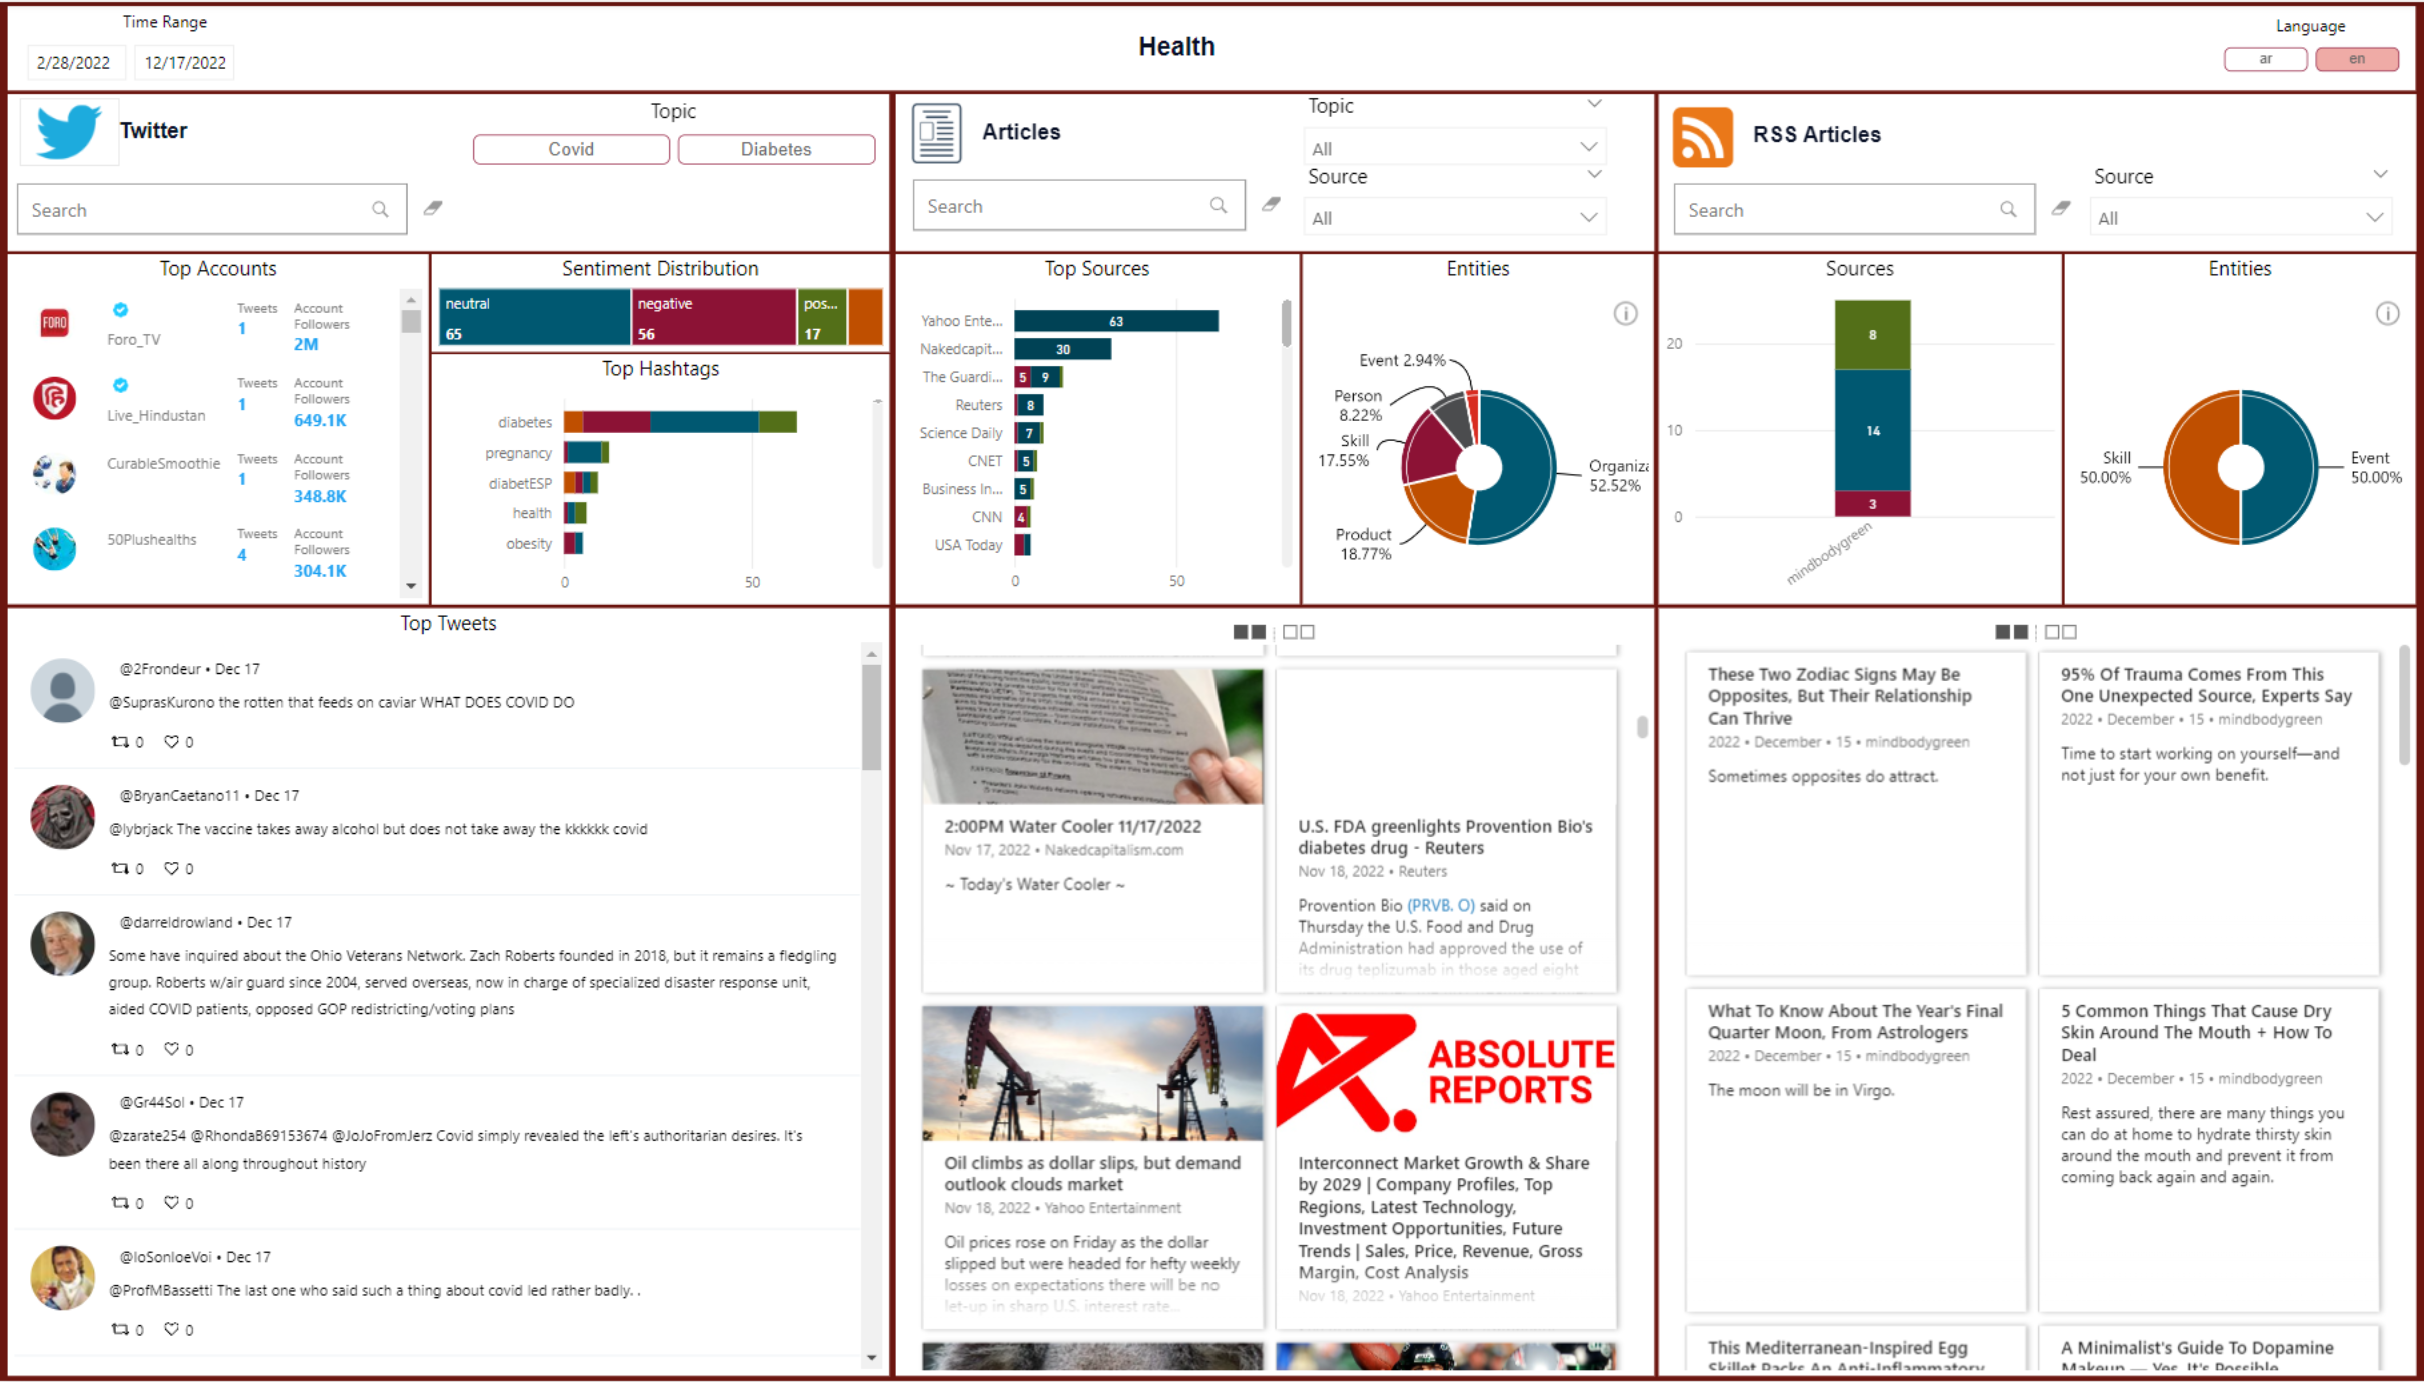 Time Range
2/28/2022 12/17/2022
Health
Language
ar en
Twitter
Topic
Covid Diabetes
Search
Articles
Topic
All
Source
All
Search
RSS Articles
Search
Source
All
Top Accounts
FORO
Foro_TV
Tweets
1
Account
Followers
2M
Live_Hindustan
Tweets
1
Account
Followers
649.1K
CurableSmoothie
Tweets
1
Account
Followers
348.8K
50Plushealths
Tweets
4
Account
Followers
304.1K
Sentiment Distribution
neutral
65
negative
56
pos...
17
Top Hashtags
diabetes
pregnancy
diabetESP
health
obesity
0 50
Top Sources
Yahoo Ente... 63
Nakedcapit... 30
The Guardi... 5 9
Reuters 8
Science Daily 7
CNET 5
Business In... 5
CNN 4
USA Today
0 50
Entities
Event 2.94%
Person
8.22%
Skill
17.55%
Product
18.77%
Organiz
52.52%
Sources
20
10
0
8
14
3
mindbodygreen
Entities
Skill
50.00%
Event
50.00%
Top Tweets
@2Frondeur • Dec 17
@SuprasKurono the rotten that feeds on caviar WHAT DOES COVID DO
0 0
@BryanCaetano11 • Dec 17
@lybrjack The vaccine takes away alcohol but does not take away the kkkkkk covid
0 0
@darreldrowland • Dec 17
Some have inquired about the Ohio Veterans Network. Zach Roberts founded in 2018, but it remains a fledgling
group. Roberts w/air guard since 2004, served overseas, now in charge of specialized disaster response unit,
aided COVID patients, opposed GOP redistricting/voting plans
0 0
@Gr44Sol • Dec 17
@zarate254 @RhondaB69153674 @JoJoFromJerz Covid simply revealed the left's authoritarian desires. It's
been there all along throughout history
0 0
@IoSonIoeVoi • Dec 17
@ProfMBassetti The last one who said such a thing about covid led rather badly. .
0 0
2:00PM Water Cooler 11/17/2022
Nov 17, 2022 • Nakedcapitalism.com
~ Today's Water Cooler ~
U.S. FDA greenlights Provention Bio's
diabetes drug - Reuters
Nov 18, 2022 • Reuters
Provention Bio (PRVB. O) said on
Thursday the U.S. Food and Drug
Administration had approved the use of
its drug teplizumab in those aged eight
Oil climbs as dollar slips, but demand
outlook clouds market
Nov 18, 2022 • Yahoo Entertainment
Oil prices rose on Friday as the dollar
slipped but were headed for hefty weekly
losses on expectations there will be no
let-up in sharp U.S. interest rate...
ABSOLUTE
REPORTS
Interconnect Market Growth & Share
by 2029 | Company Profiles, Top
Regions, Latest Technology,
Investment Opportunities, Future
Trends | Sales, Price, Revenue, Gross
Margin, Cost Analysis
Nov 18, 2022 • Yahoo Entertainment
These Two Zodiac Signs May Be
Opposites, But Their Relationship
Can Thrive
2022 • December • 15 • mindbodygreen
Sometimes opposites do attract.
95% Of Trauma Comes From This
One Unexpected Source, Experts Say
2022 • December • 15 • mindbodygreen
Time to start working on yourself—and
not just for your own benefit.
What To Know About The Year's Final
Quarter Moon, From Astrologers
2022 • December • 15 • mindbodygreen
The moon will be in Virgo.
5 Common Things That Cause Dry
Skin Around The Mouth + How To
Deal
2022 • December • 15 • mindbodygreen
Rest assured, there are many things you
can do at home to hydrate thirsty skin
around the mouth and prevent it from
coming back again and again.
This Mediterranean-Inspired Egg
Skillet Packs An Anti-Inflammatory
A Minimalist's Guide To Dopamine
Makeup — Yes, It's Possible